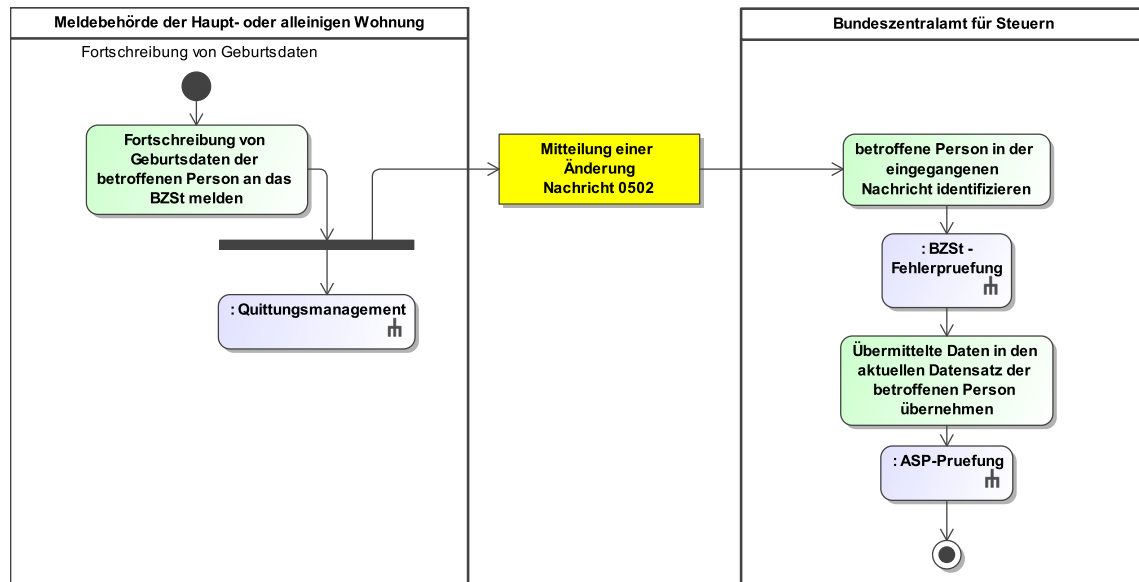 Meldebehörde der Haupt- oder alleinigen Wohnung
Fortschreibung von Geburtsdaten
Fortschreibung von
Geburtsdaten der
betroffenen Person an das
BZSt melden
: Quittungsmanagement
Mitteilung einer
Änderung
Nachricht 0502
Bundeszentralamt für Steuern
betroffene Person in der
eingegangenen
Nachricht identifizieren
: BZSt -
Fehlerpruefung
Übermittelte Daten in den
aktuellen Datensatz der
betroffenen Person
übernehmen
: ASP-Pruefung